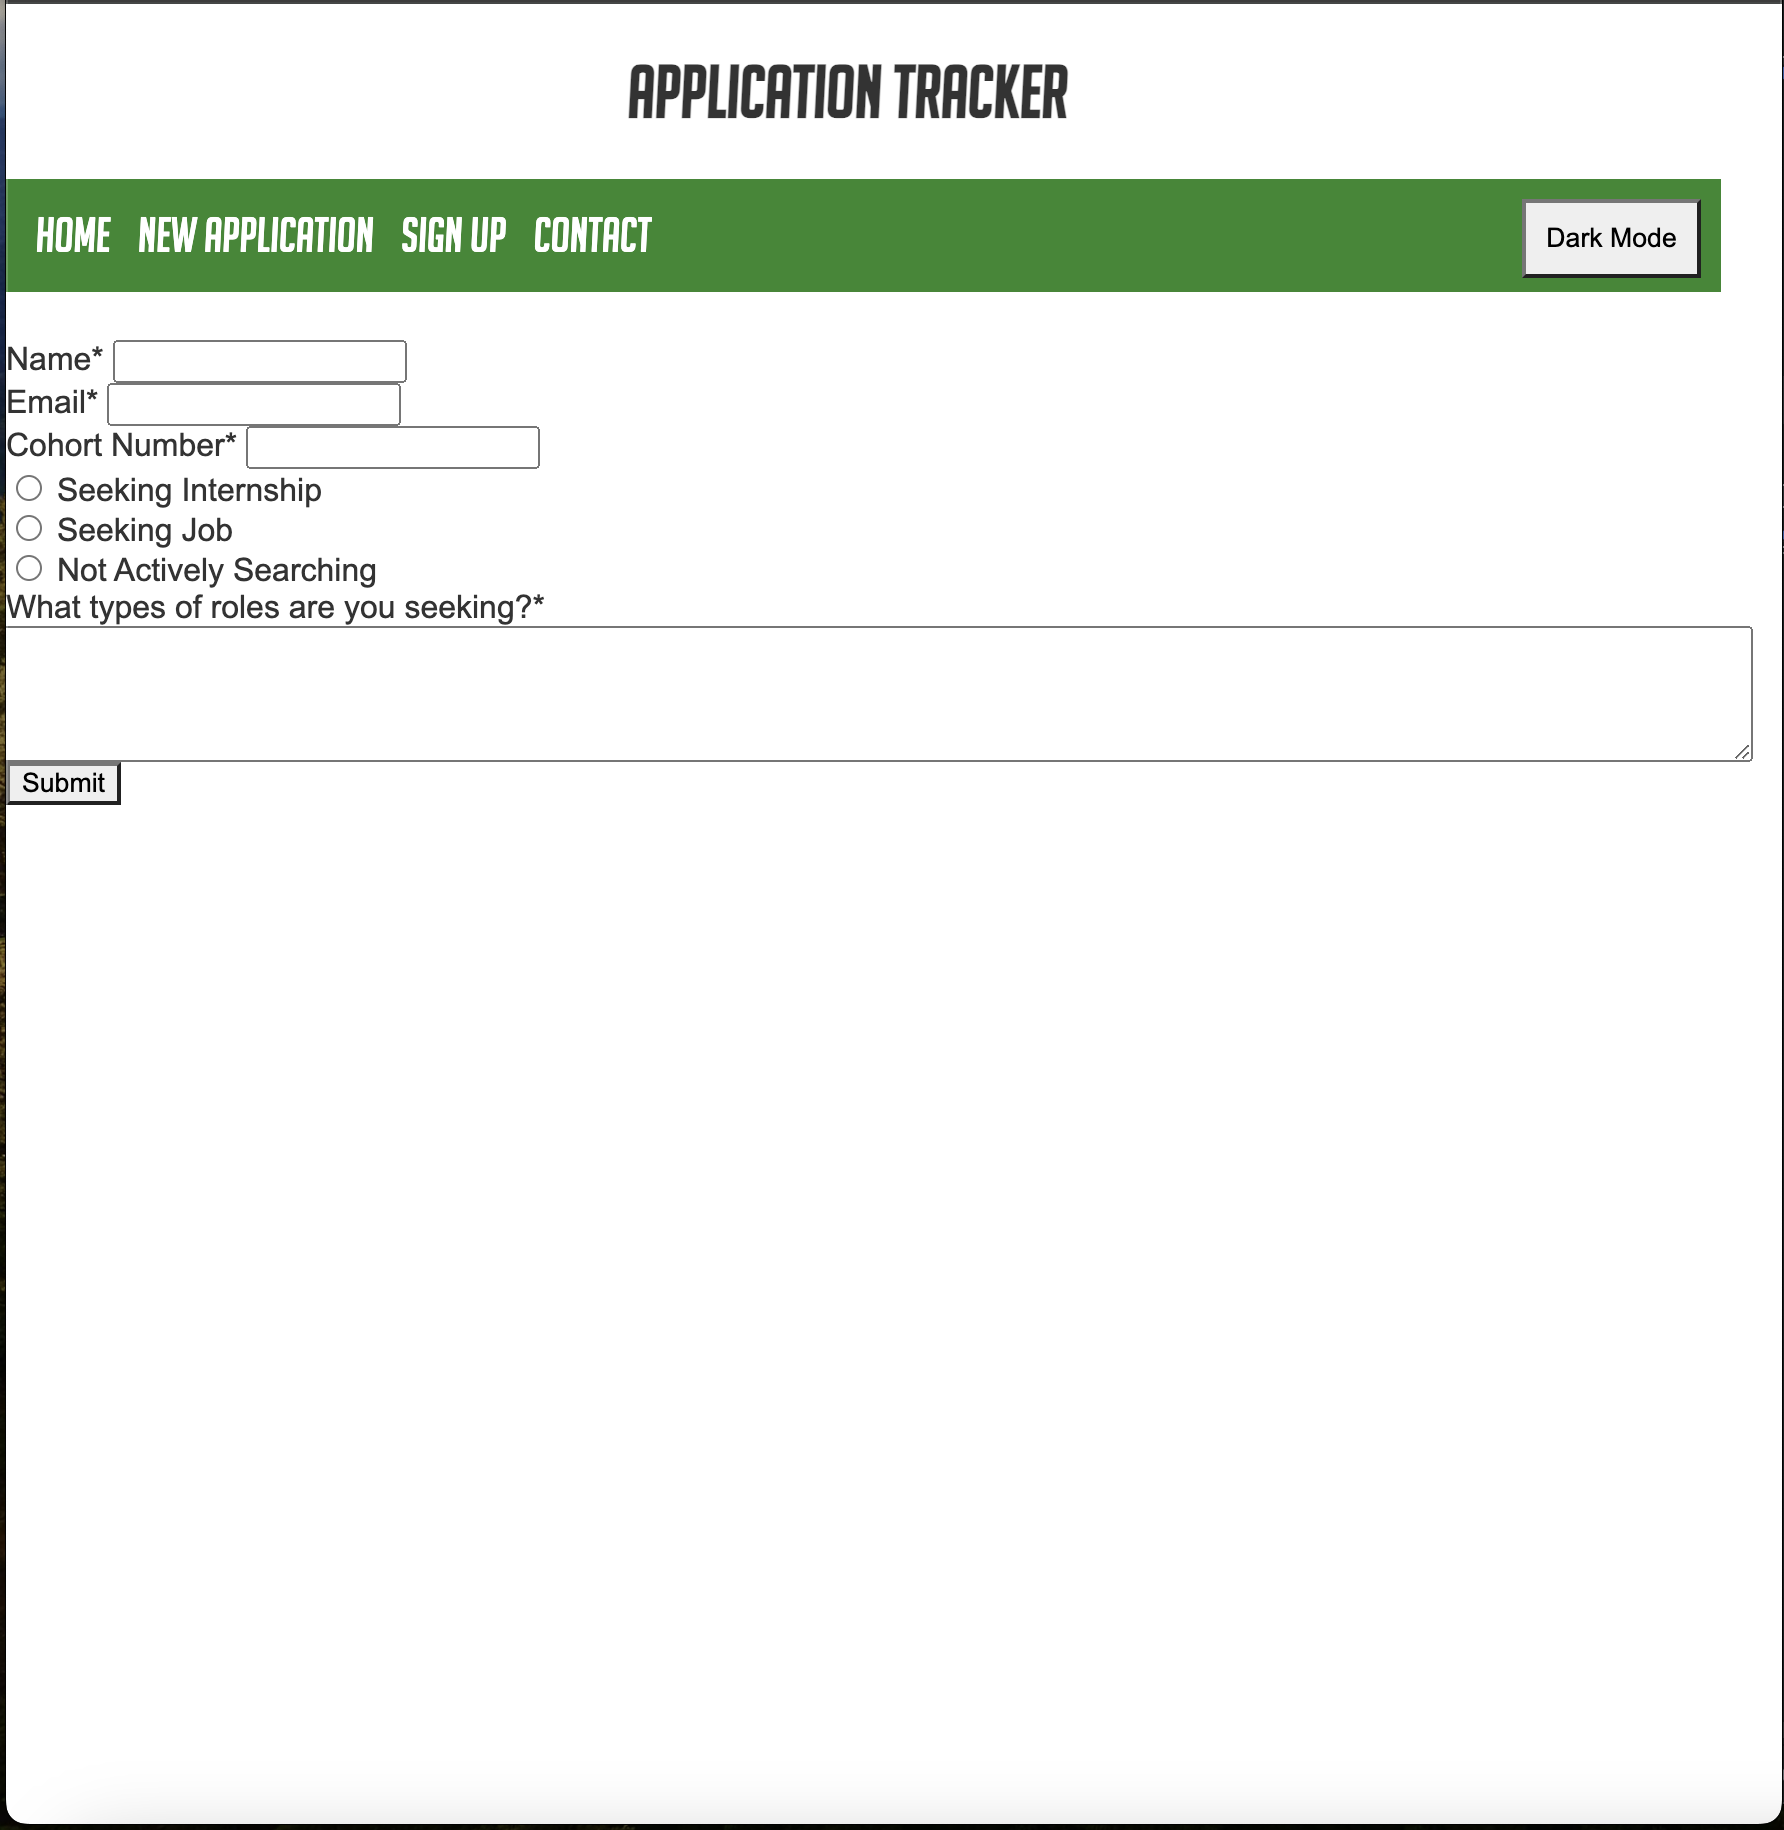 APPLICATION TRACKER
HOME NEW APPLICATION SIGN UP CONTACT Dark Mode
Name*
Email*
Cohort Number*
Seeking Internship
Seeking Job
Not Actively Searching
What types of roles are you seeking?*
Submit